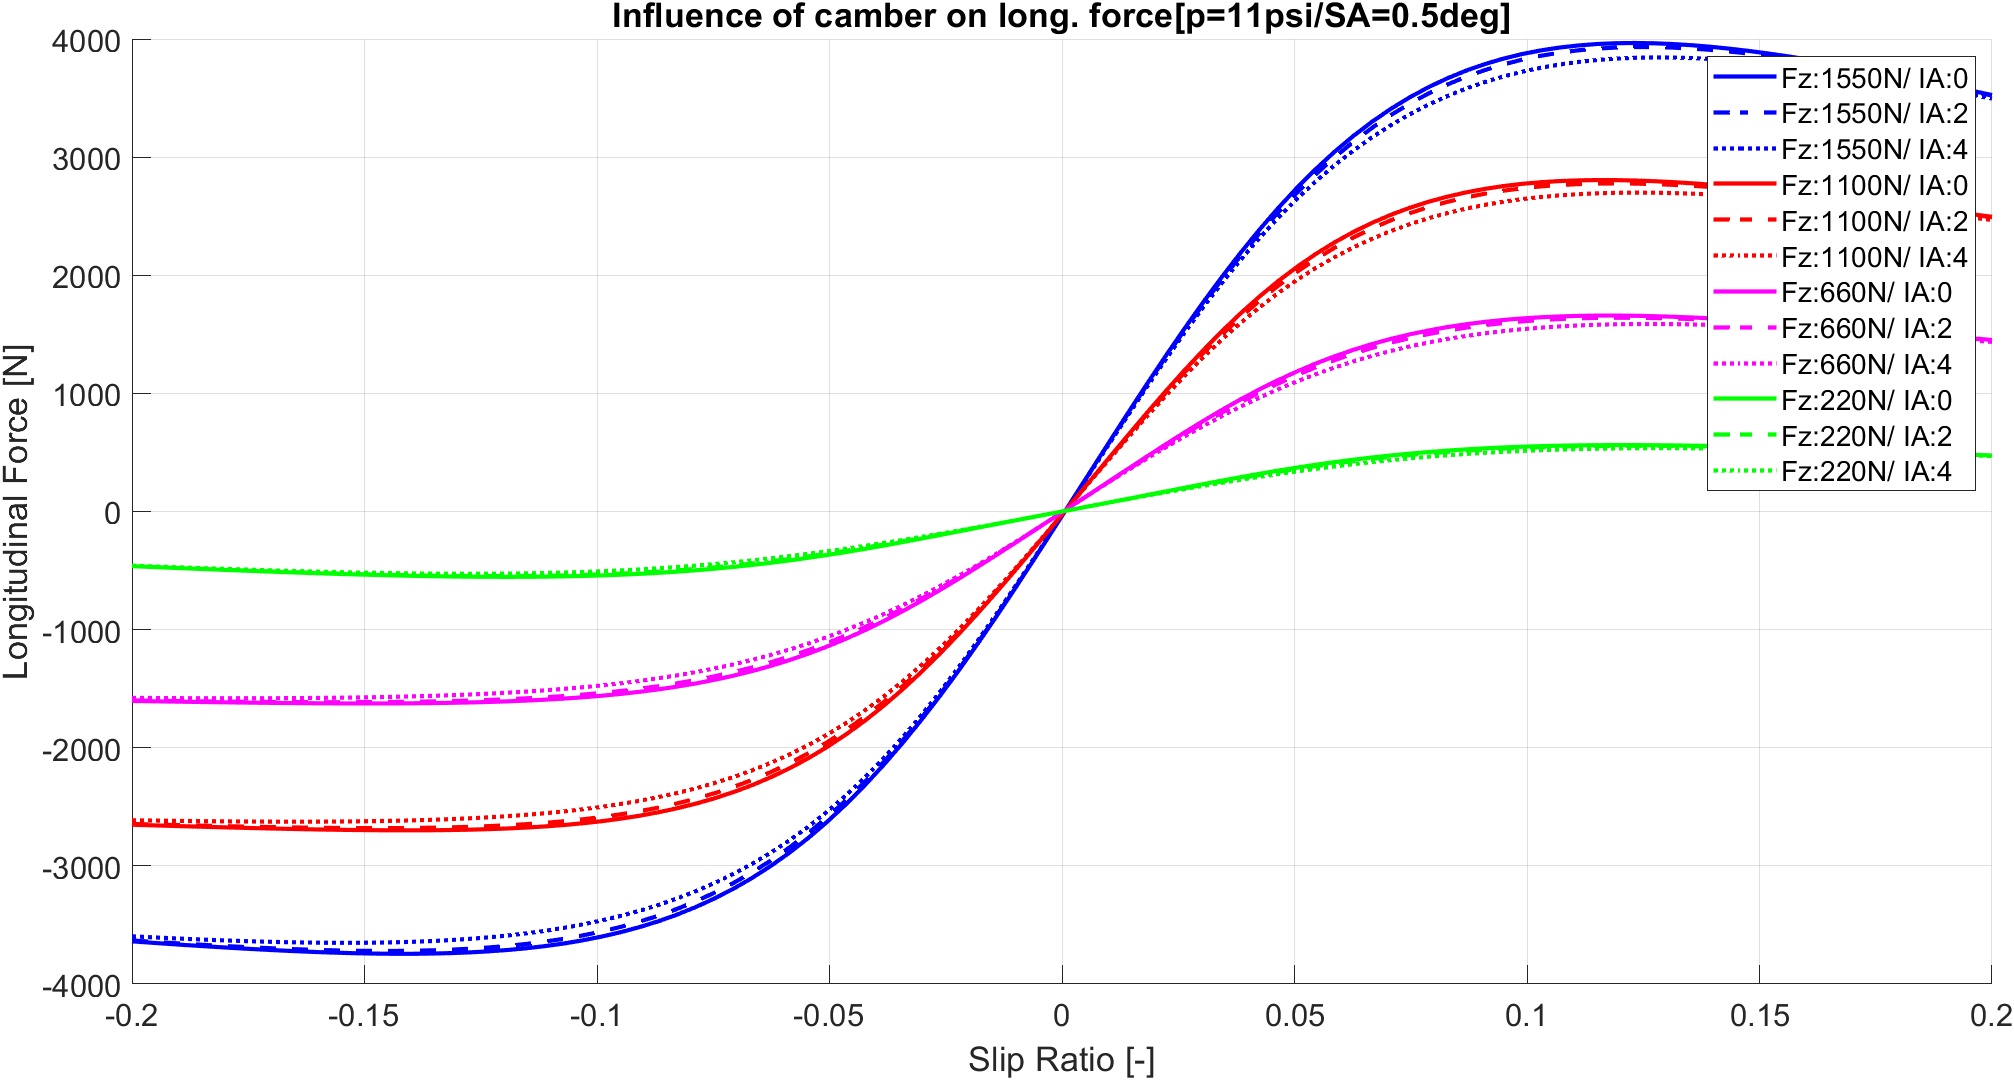 Influence of camber on long. force[p=11psi/SA=0.5deg]
4000
3000
2000
1000
0
-1000
-2000
-3000
-4000
Longitudinal Force [N]
Fz:1550N/ IA:0
Fz:1550N/ IA:2
Fz:1550N/ IA:4
Fz:1100N/ IA:0
Fz:1100N/ IA:2
Fz:1100N/ IA:4
Fz:660N/ IA:0
Fz:660N/ IA:2
Fz:660N/ IA:4
Fz:220N/ IA:0
Fz:220N/ IA:2
Fz:220N/ IA:4
-0.2 -0.15 -0.1 -0.05 0 0.05 0.1 0.15 0.2
Slip Ratio [-]